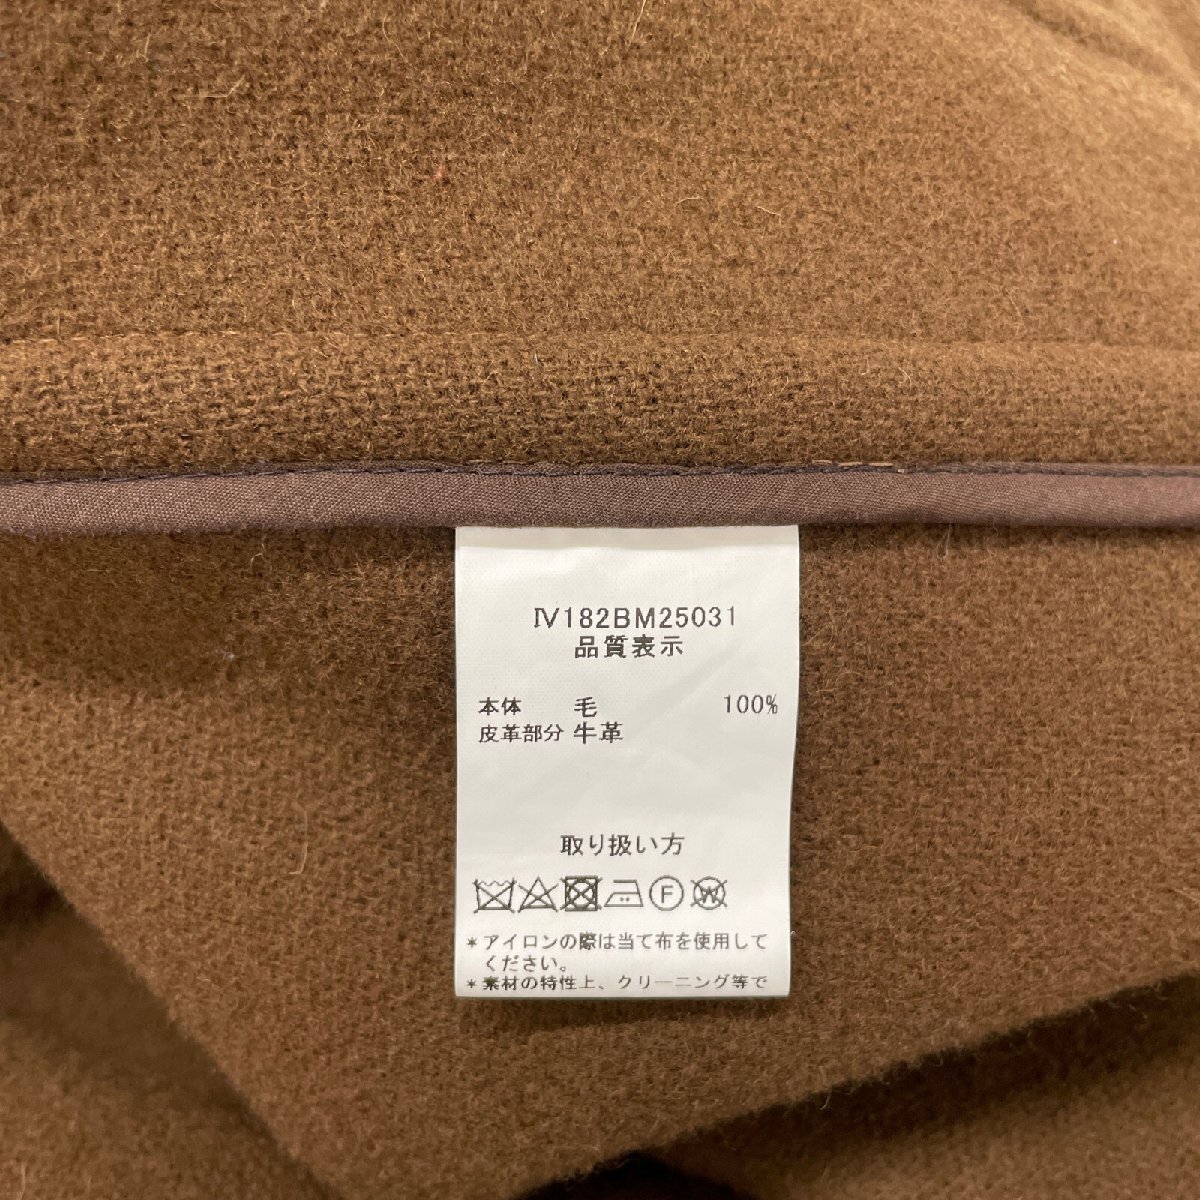 IV182BM25031
品質表示
本体 毛 100%
皮革部分 牛革
取り扱い方
F W
*アイロンの際は当て布を使用して
ください。
*素材の特性上、クリーニング等で